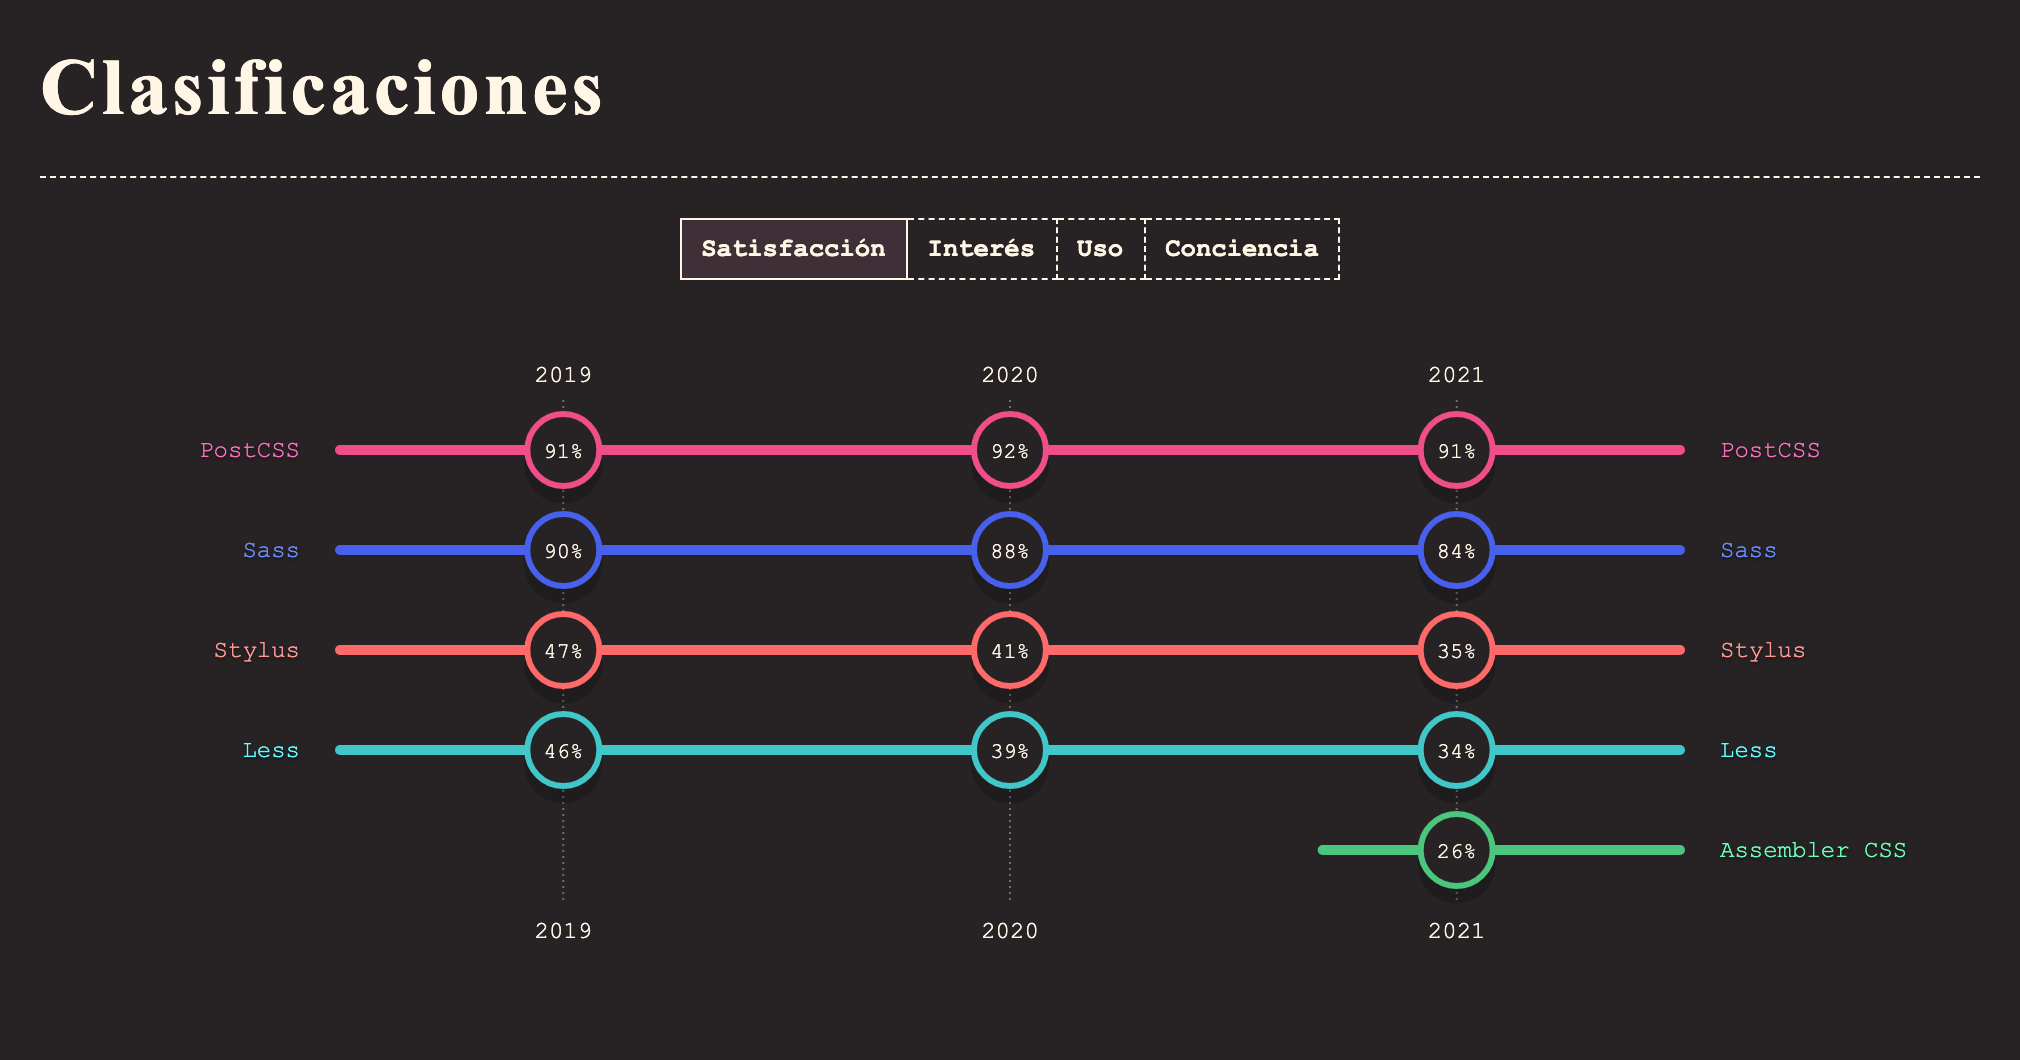 Clasificaciones
Satisfacción Interés Uso Conciencia
2019 2020 2021
PostCSS 91% 92% 91% PostCSS
Sass 90% 88% 84% Sass
Stylus 47% 41% 35% Stylus
Less 46% 39% 34% Less
26% Assembler CSS
2019 2020 2021